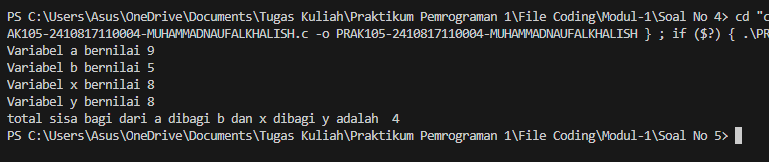 PS C:\Users\Asus\OneDrive\Documents\Tugas Kuliah\Praktikum Pemrograman 1\File Coding\Modul-1\Soal No 4> cd "c
AK105-2410817110004-MUHAMMADNAUFALKHALISH.c -o PRAK105-2410817110004-MUHAMMADNAUFALKHALISH } ; if ($?) { .\PR
Variabel a bernilai 9
Variabel b bernilai 5
Variabel x bernilai 8
Variabel y bernilai 8
total sisa bagi dari a dibagi b dan x dibagi y adalah  4
PS C:\Users\Asus\OneDrive\Documents\Tugas Kuliah\Praktikum Pemrograman 1\File Coding\Modul-1\Soal No 5>